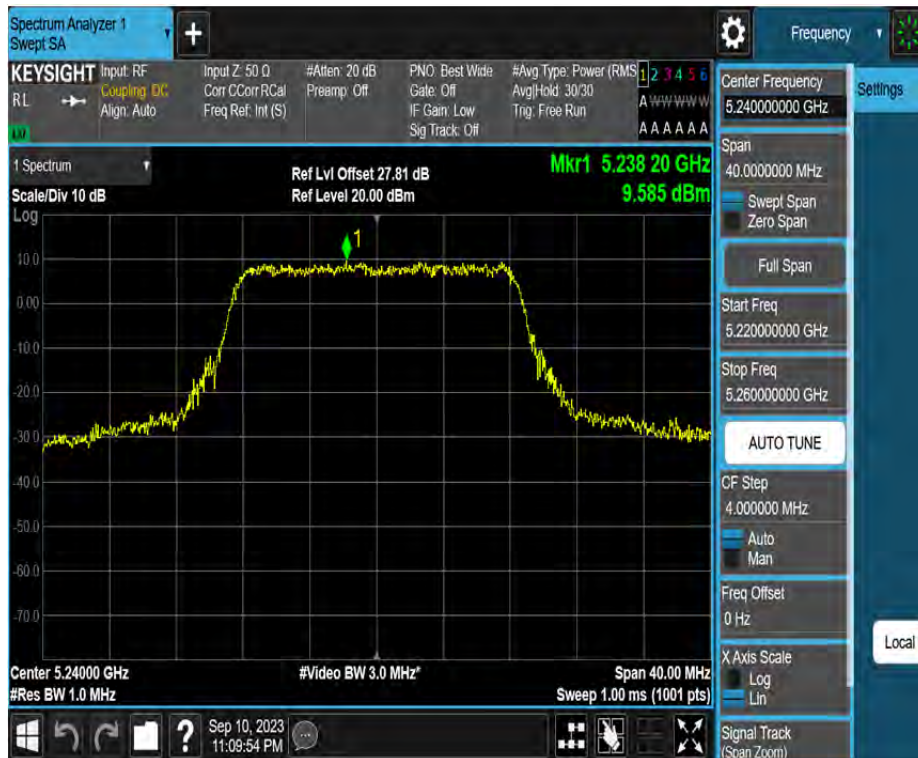 Spectrum Analyzer 1
Swept SA
+
Frequency
KEYSIGHT
RL
Input: RF
Coupling: DC
Align: Auto
Input Z: 50 Ω
Corr CCorr RCal
Freq Ref: Int (S)
#Atten: 20 dB
Preamp: Off
PNO: Best Wide
Gate: Off
IF Gain: Low
Sig Track: Off
#Avg Type: Power (RMS
Avg|Hold: 30/30
Trig: Free Run
1 2 3 4 5 6
A W W W W W
A A A A A A
1 Spectrum
Scale/Div 10 dB
Log
Ref Lvl Offset 27.81 dB
Ref Level 20.00 dBm
Mkr1 5.238 20 GHz
9.585 dBm
1
10.0
0.00
-10.0
-20.0
-30.0
-40.0
-50.0
-60.0
-70.0
Center 5.24000 GHz
#Res BW 1.0 MHz
#Video BW 3.0 MHz*
Span 40.00 MHz
Sweep 1.00 ms (1001 pts)
?
Sep 10, 2023
11:09:54 PM
Center Frequency
5.240000000 GHz
Span
40.0000000 MHz
Swept Span
Zero Span
Full Span
Start Freq
5.220000000 GHz
Stop Freq
5.260000000 GHz
AUTO TUNE
CF Step
4.000000 MHz
Auto
Man
Freq Offset
0 Hz
X Axis Scale
Log
Lin
Signal Track
(Span Zoom)
Settings
Local